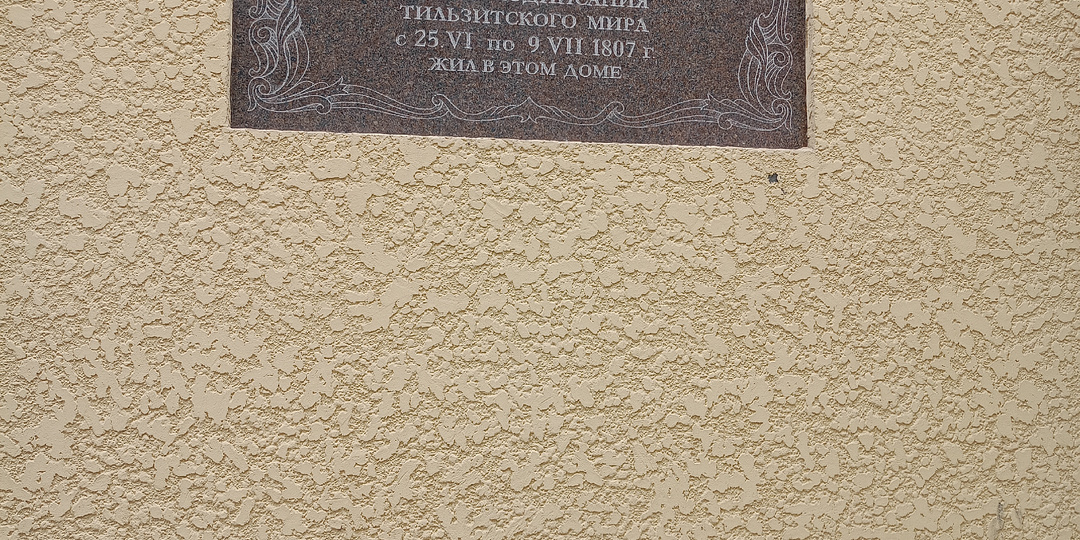 ТИЛЬЗИТСКОГО МИРА
с 25.VI по 9 VII 1807 г.
ЖИЛ В ЭТОМ ДОМЕ